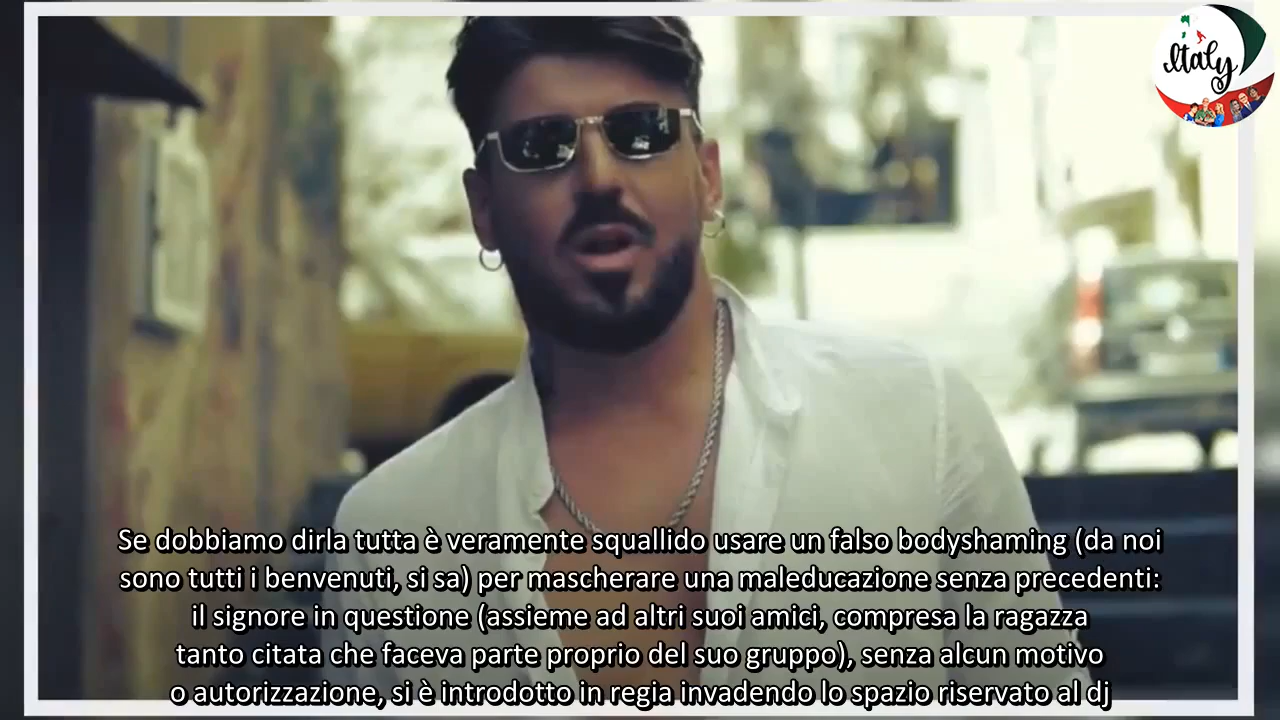 Italy
Se dobbiamo dirla tutta è veramente squallido usare un falso bodyshaming (da noi
sono tutti i benvenuti, si sa) per mascherare una maleducazione senza precedenti:
il signore in questione (assieme ad altri suoi amici, compresa la ragazza
tanto citata che faceva parte proprio del suo gruppo), senza alcun motivo
o autorizzazione, si è introdotto in regia invadendo lo spazio riservato al dj